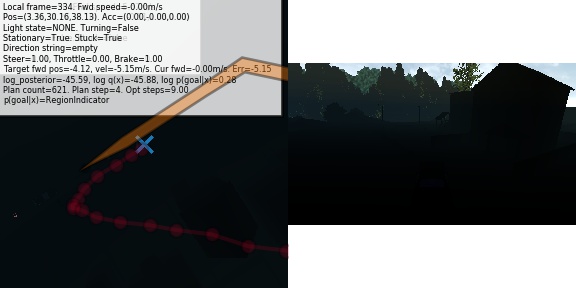 Local frame=334. Fwd speed=-0.00m/s
Pos=(3.36,30.16,38.13). Acc=(0.00,-0.00,0.00)
Light state=NONE. Turning=False
Stationary=True. Stuck=True
Direction string=empty
Steer=1.00, Throttle=0.00, Brake=1.00
Target fwd pos=-4.12, vel=-5.15m/s. Cur fwd=-0.00m/s. Err=-5.15
log_posterior=-45.59, log q(x)=-45.88, log p(goal|x)=0.28
Plan count=621. Plan step=4. Opt steps=9.00
p(goal|x)=RegionIndicator